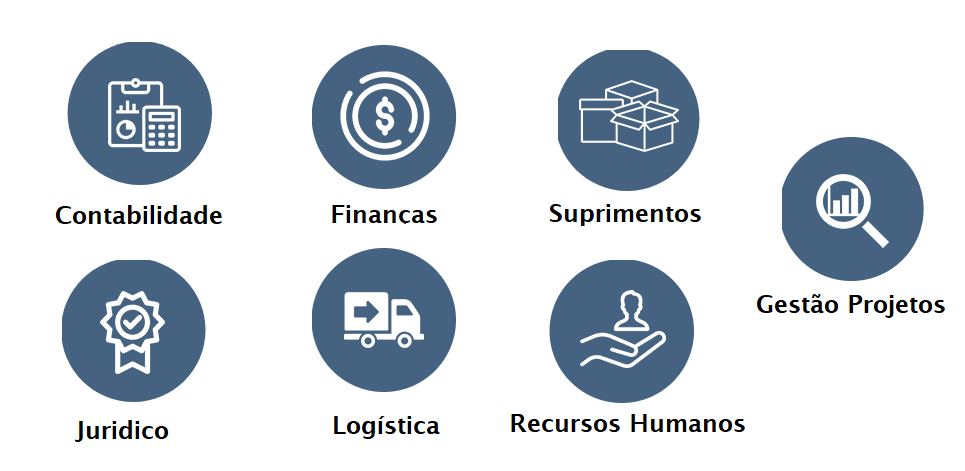 Contabilidade
Financas
Suprimentos
Gestão Projetos
Juridico
Logística
Recursos Humanos